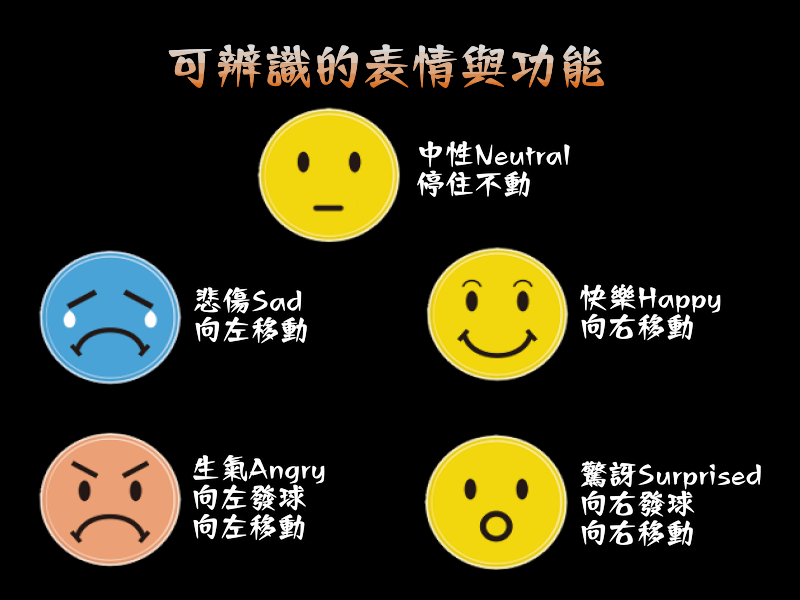 可辨識的表情與功能
中性Neutral
停住不動
悲傷Sad
向左移動
快樂Happy
向右移動
生氣Angry
向左發球
向左移動
驚訝Surprised
向右發球
向右移動